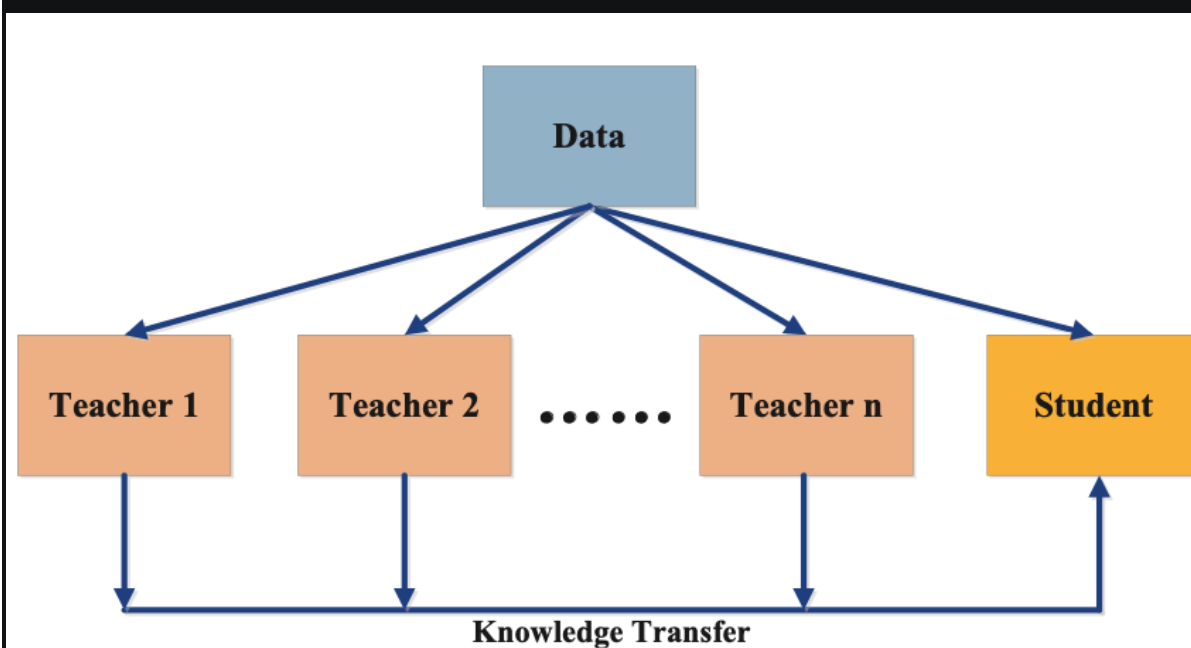 Data
Teacher 1
Teacher 2
Teacher n
Student
Knowledge Transfer